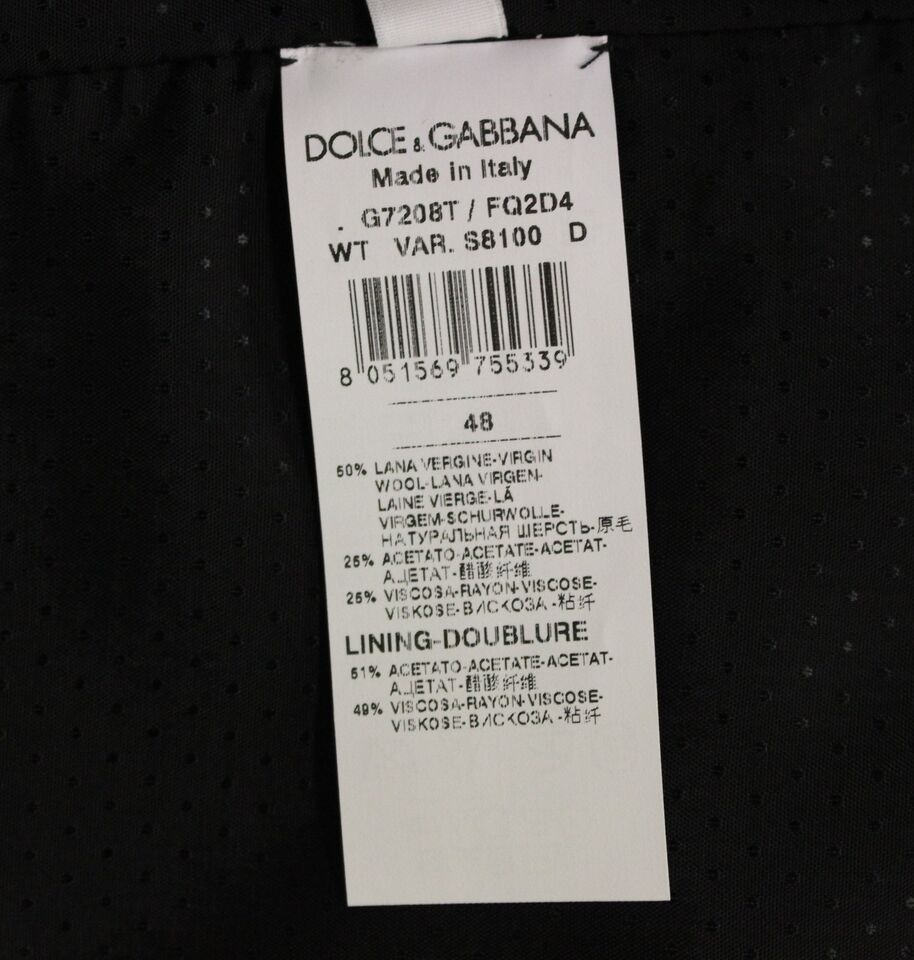 DOLCE & GABBANA
Made in Italy
. G7208T / FQ2D4
WT VAR. S8100 D
8 051569 755339
48
50% LANA VERGINE-VIRGIN
WOOL-LANA VIRGEN-
LAINE VIERGE-LÁ
VIRGEM-SCHURWOLLE-
НАТУРАЛЬНАЯ ШЕРСТЬ-原毛
25% ACETATO-ACETATE-ACETAT-
АЦЕТАТ-醋酸纤维
25% VISCOSA-RAYON-VISCOSE-
VISKOSE-ВИСКОЗА-粘纤
LINING-DOUBLURE
51% ACETATO-ACETATE-ACETAT-
АЦЕТАТ-醋酸纤维
49% VISCOSA-RAYON-VISCOSE-
VISKOSE-ВИСКОЗА-粘纤